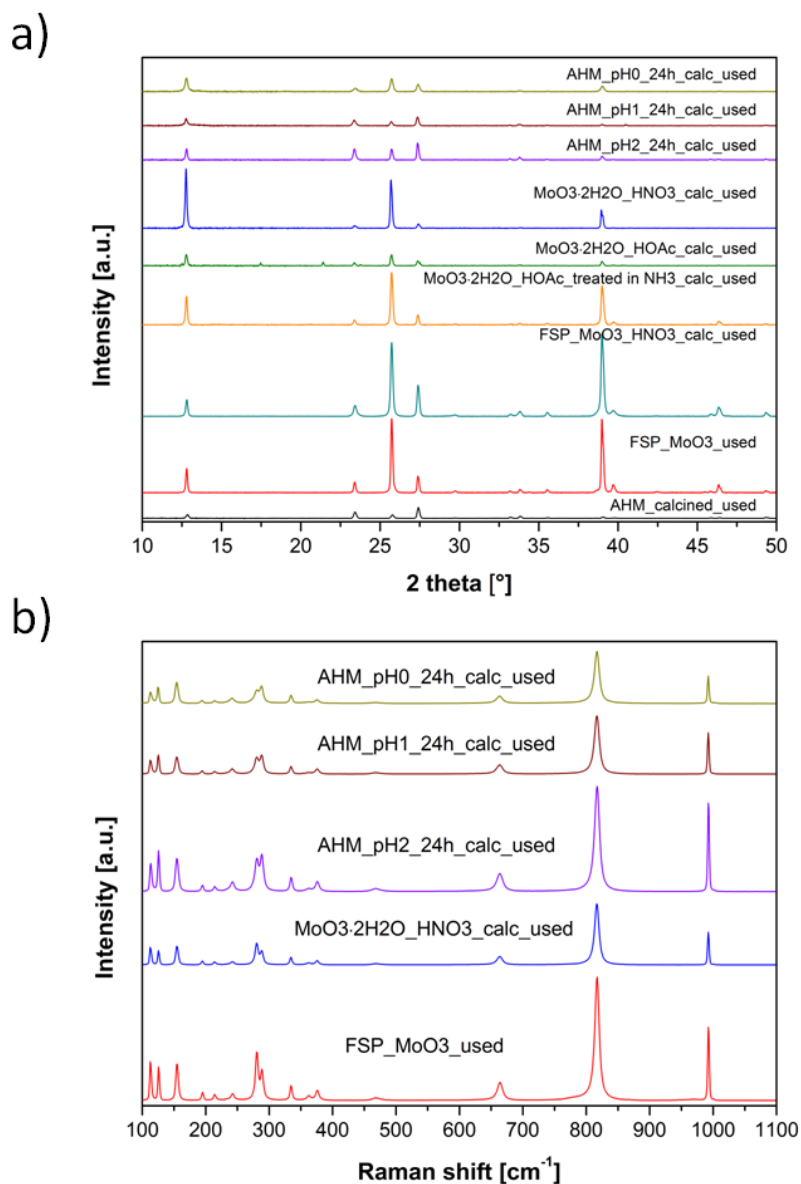 a)
AHM_pH0_24h_calc_used
AHM_pH1_24h_calc_used
AHM_pH2_24h_calc_used
MoO3·2H2O_HNO3_calc_used
MoO3·2H2O_HOAc_calc_used
MoO3·2H2O_HOAc_treated in NH3_calc_used
FSP_MoO3_HNO3_calc_used
FSP_MoO3_used
AHM_calcined_used
Intensity [a.u.]
10 15 20 25 30 35 40 45 50
2 theta [°]
b)
AHM_pH0_24h_calc_used
AHM_pH1_24h_calc_used
AHM_pH2_24h_calc_used
MoO3·2H2O_HNO3_calc_used
FSP_MoO3_used
Intensity [a.u.]
100 200 300 400 500 600 700 800 900 1000 1100
Raman shift [cm⁻¹]